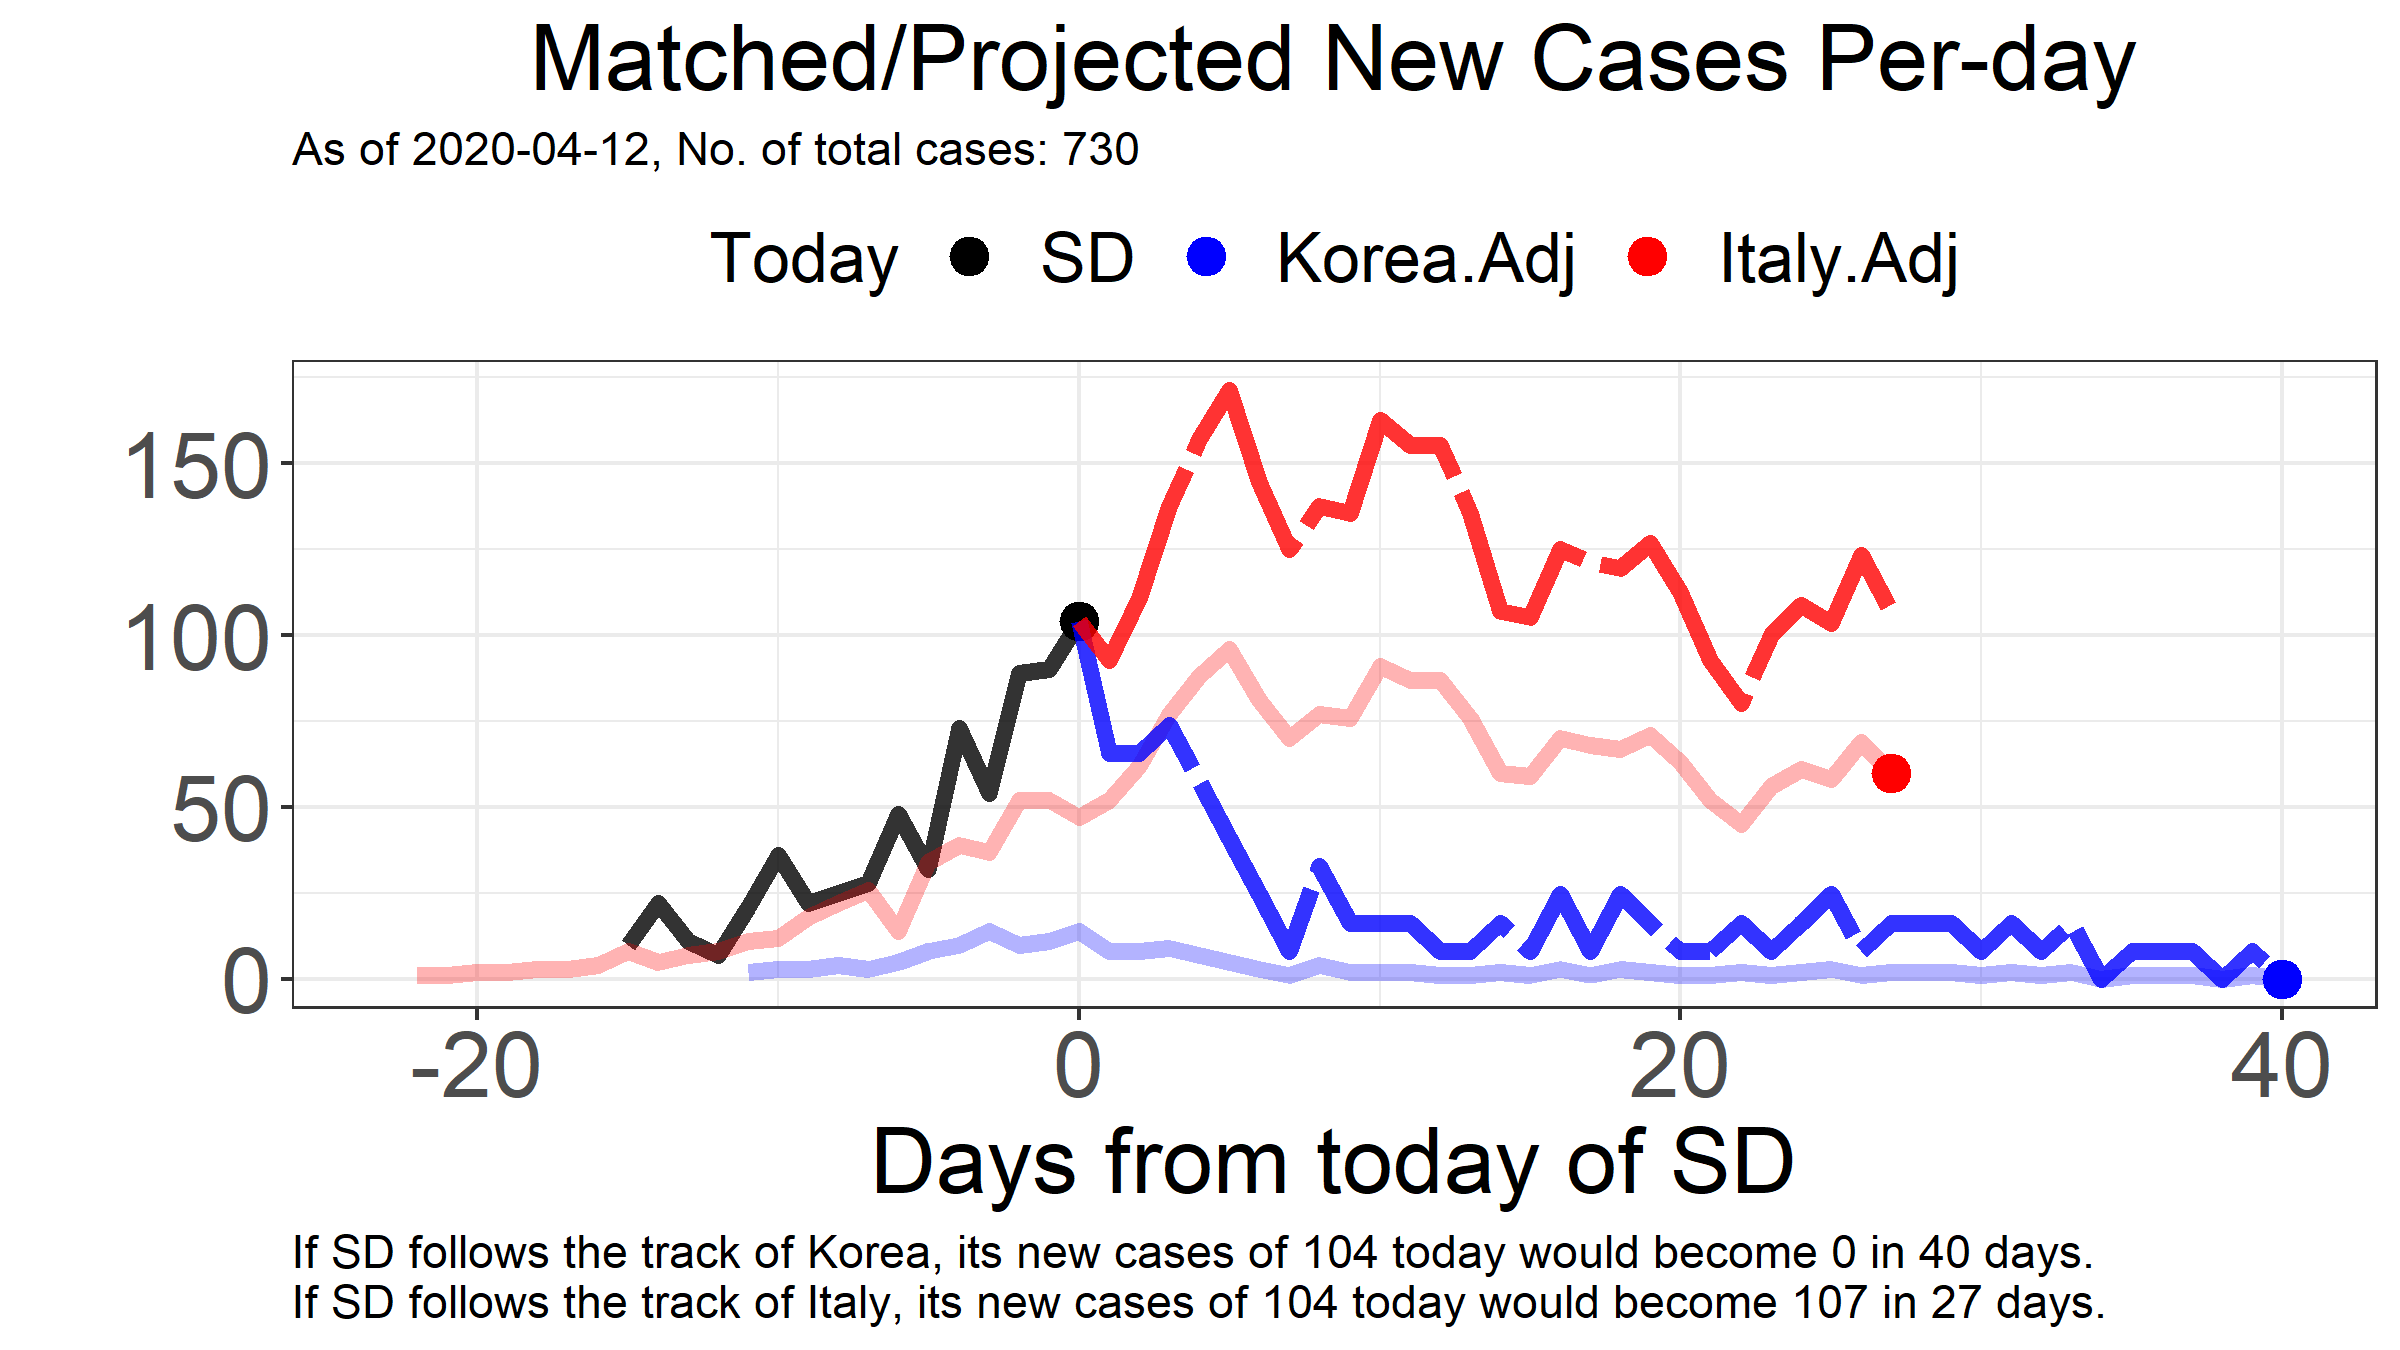 Matched/Projected New Cases Per-day
As of 2020-04-12, No. of total cases: 730
Today SD Korea.Adj Italy.Adj
150
100
50
0
-20 0 20 40
Days from today of SD
If SD follows the track of Korea, its new cases of 104 today would become 0 in 40 days.
If SD follows the track of Italy, its new cases of 104 today would become 107 in 27 days.